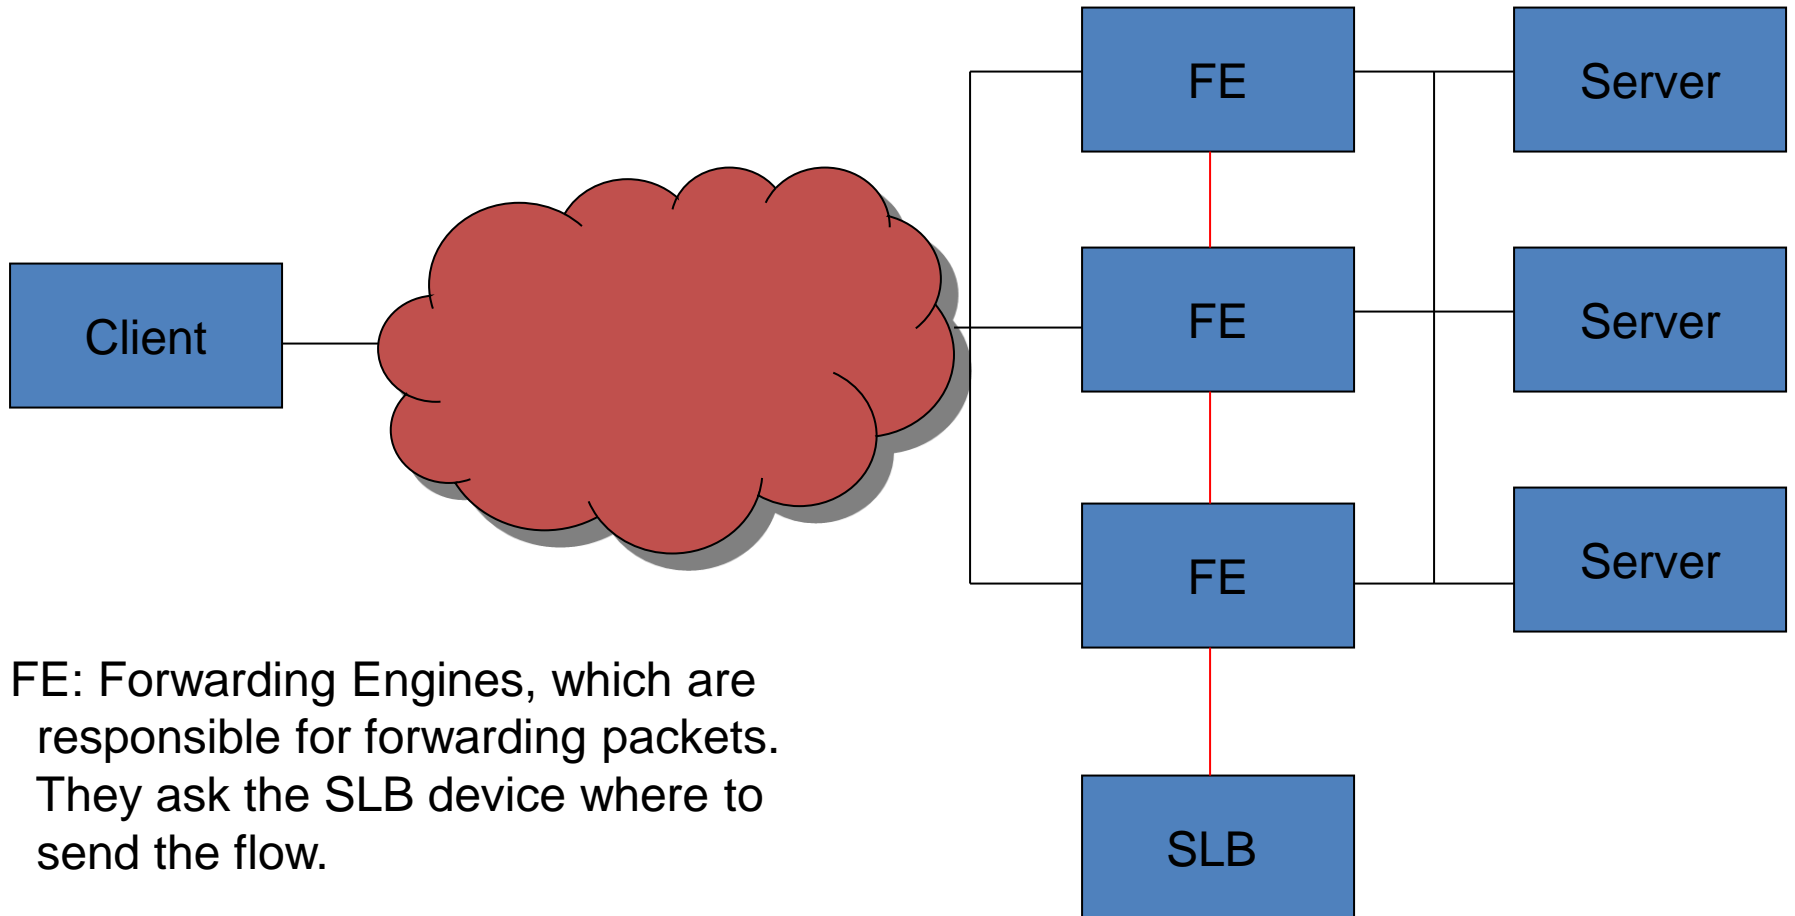 FE
Server
Client
FE
Server
FE
Server
FE: Forwarding Engines, which are
responsible for forwarding packets.
They ask the SLB device where to
send the flow.
SLB